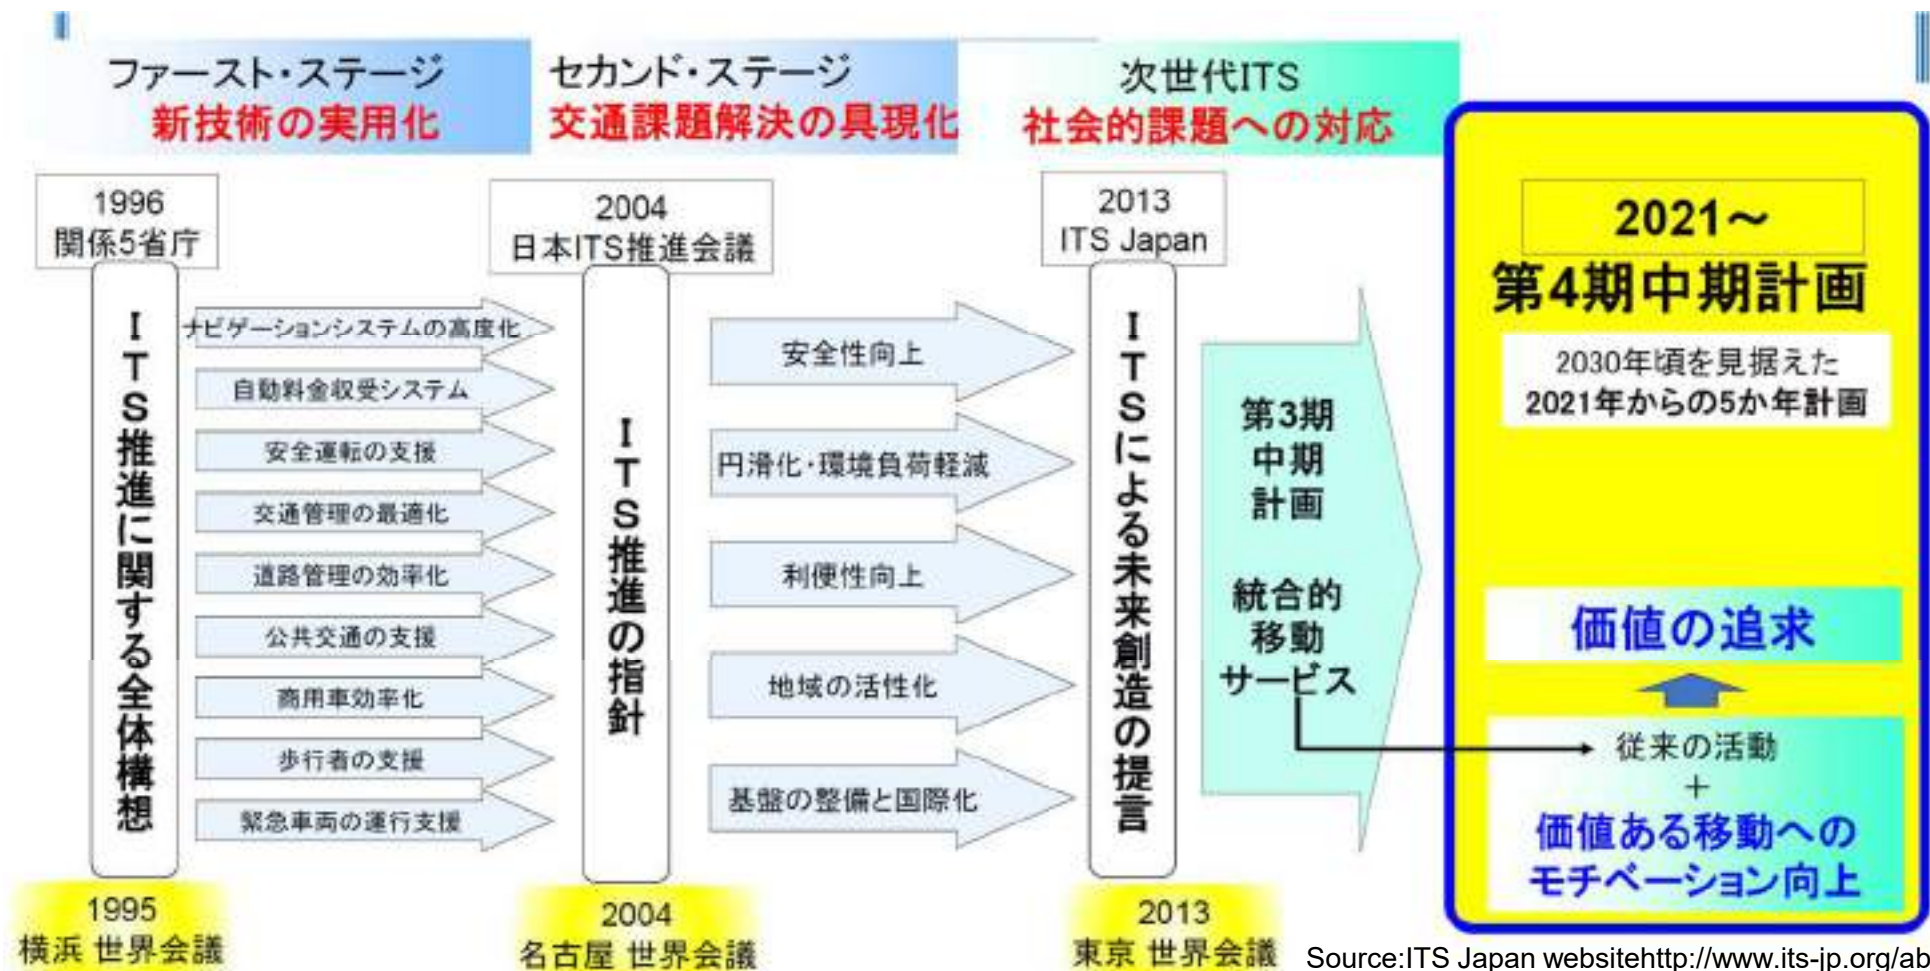 ファースト・ステージ
新技術の実用化
セカンド・ステージ
交通課題解決の具現化
次世代ITS
社会的課題への対応
1996
関係5省庁
ITS推進に関する全体構想
1995
横浜 世界会議
ナビゲーションシステムの高度化
自動料金収受システム
安全運転の支援
交通管理の最適化
道路管理の効率化
公共交通の支援
商用車効率化
歩行者の支援
緊急車両の運行支援
2004
日本ITS推進会議
ITS推進の指針
2004
名古屋 世界会議
安全性向上
円滑化・環境負荷軽減
利便性向上
地域の活性化
基盤の整備と国際化
2013
ITS Japan
ITSによる未来創造の提言
2013
東京 世界会議
第3期
中期
計画
統合的
移動
サービス
2021～
第4期中期計画
2030年頃を見据えた
2021年からの5か年計画
価値の追求
従来の活動
+
価値ある移動への
モチベーション向上
Source:ITS Japan websitehttp://www.its-jp.org/ab